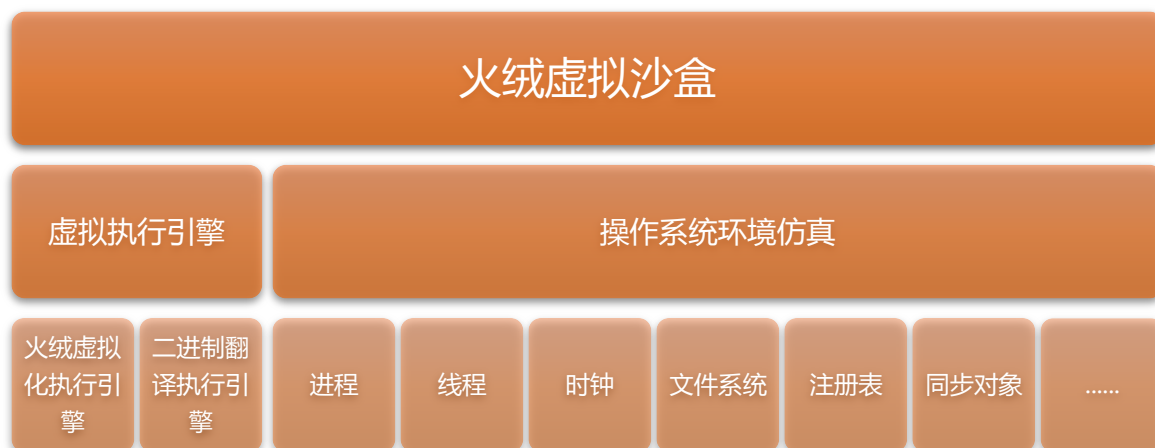 火绒虚拟沙盒
虚拟执行引擎
操作系统环境仿真
火绒虚拟
化执行引
擎
二进制翻
译执行引
擎
进程
线程
时钟
文件系统
注册表
同步对象
......